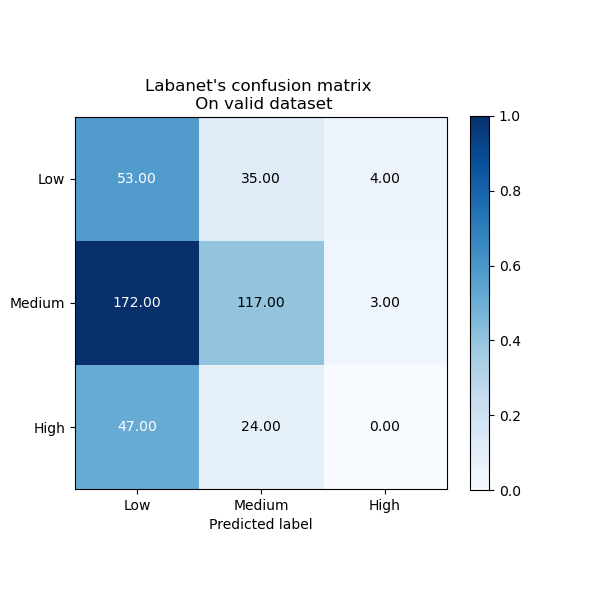 Labanet's confusion matrix
On valid dataset
Low 53.00 35.00 4.00
Medium 172.00 117.00 3.00
High 47.00 24.00 0.00
Low Medium High
Predicted label
1.0
0.8
0.6
0.4
0.2
0.0